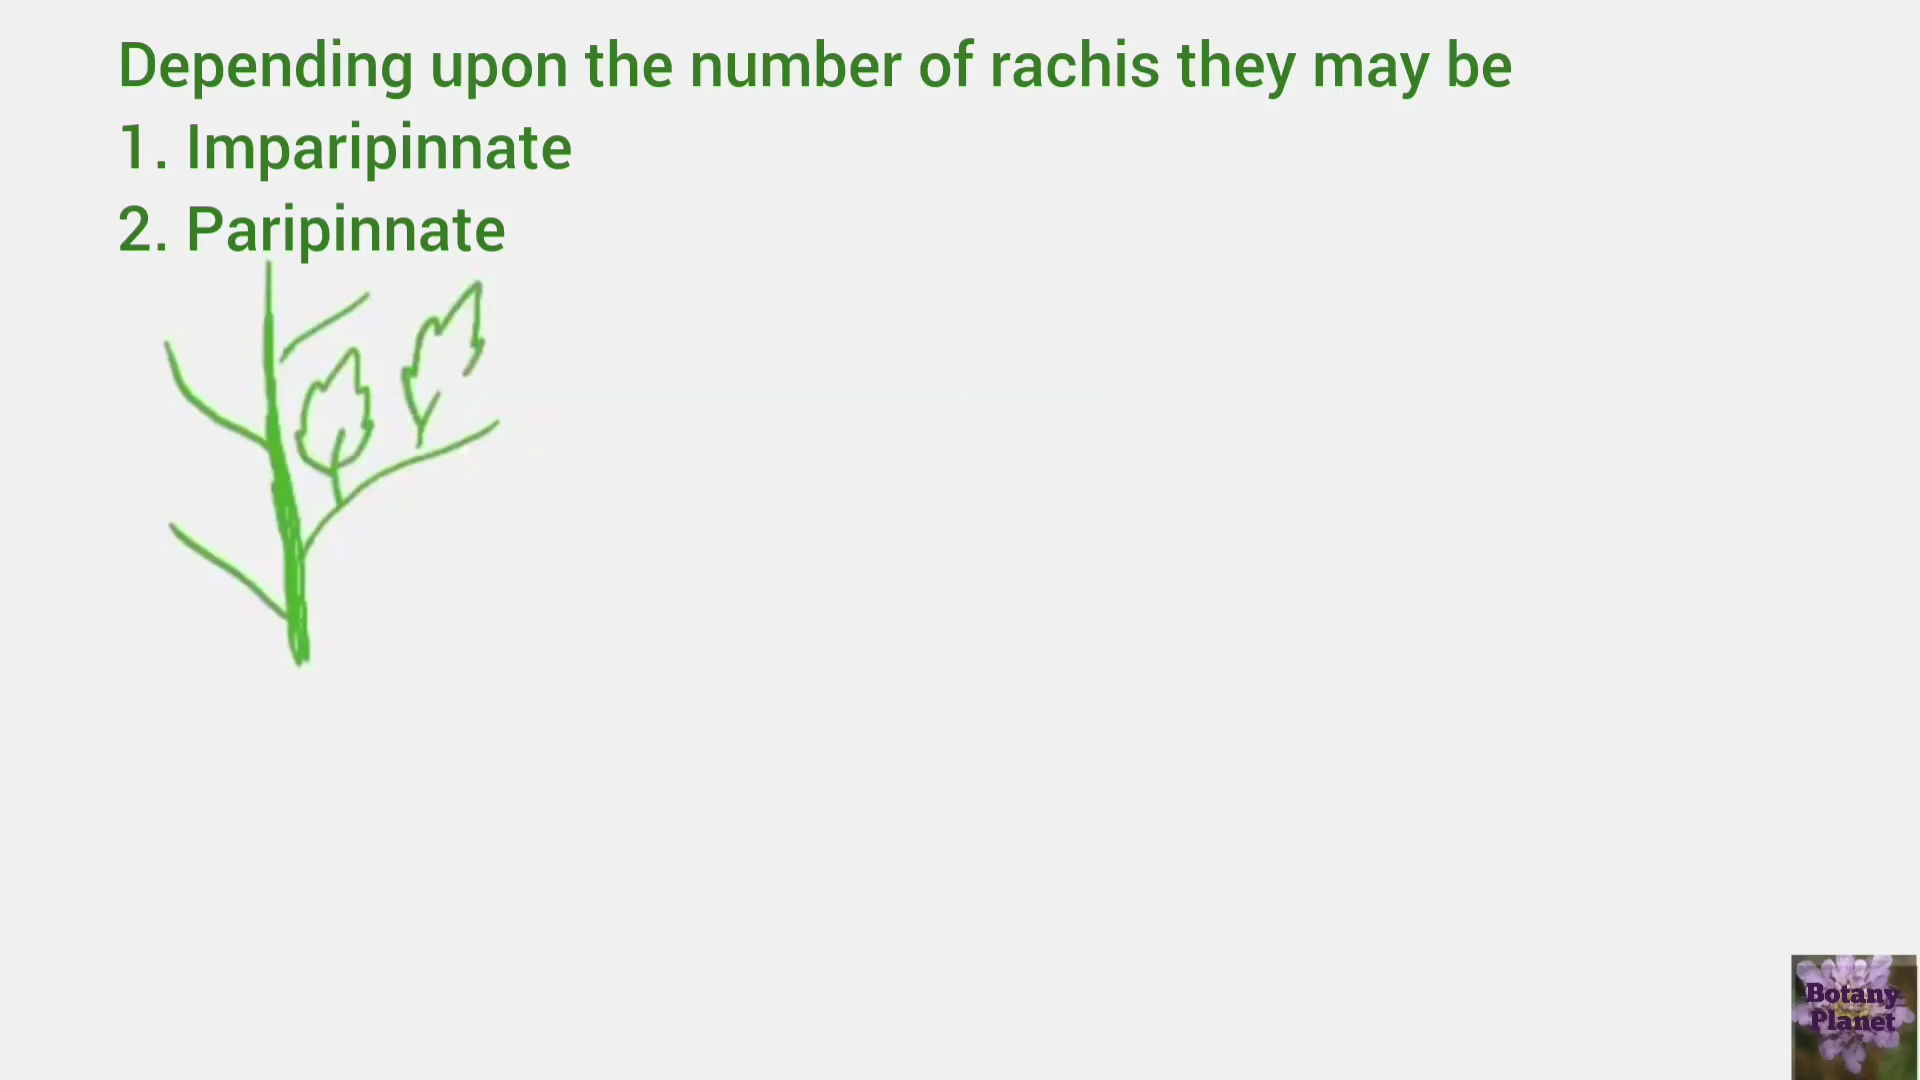 Depending upon the number of rachis they may be
1. Imparipinnate
2. Paripinnate
Botany
Planet